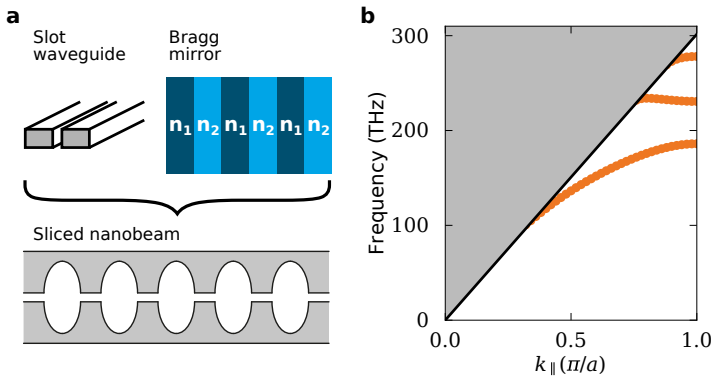 a
Slot
waveguide
Bragg
mirror
n₁ n₂ n₁ n₂ n₁ n₂
Sliced nanobeam
b
Frequency (THz)
300
200
100
0
0.0 0.5 1.0
k∥(π/a)